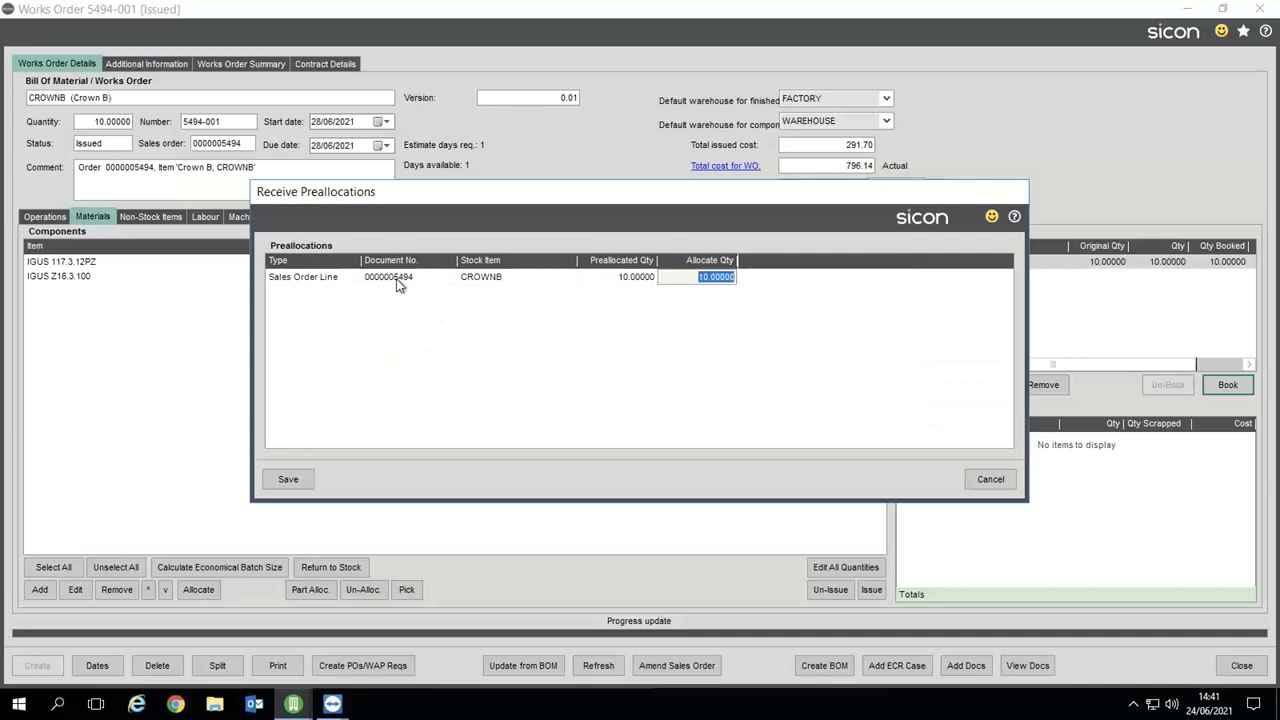 Works Order 5494-001 [Issued]
sicon
Works Order Details Additional Information Works Order Summary Contract Details
Bill Of Material / Works Order
CROWNB (Crown B) Version: 0.01 Default warehouse for finished FACTORY
Quantity: 10.00000 Number: 5494-001 Start date: 28/06/2021 Default warehouse for compon WAREHOUSE
Status: Issued Sales order: 0000005494 Due date: 28/06/2021 Estimate days req.: 1 Total issued cost: 291.70
Comment: Order 0000005494, Item 'Crown B, CROWNB' Days available: 1 Total cost for WO: 796.14 Actual
Operations Materials Non-Stock Items Labour Mach
Components
Item
IGUS 117.3.12PZ
IGUS Z16.3.100
Receive Preallocations
sicon
Preallocations
Type Document No. Stock Item Preallocated Qty Allocate Qty
Sales Order Line 0000005494 CROWNB 10.00000 10.00000
Save Cancel
Original Qty Qty Qty Booked
10.00000 10.00000 10.00000
Remove Un-Book Book
Qty Qty Scrapped Cost
No items to display
Totals
Select All Unselect All Calculate Economical Batch Size Return to Stock Edit All Quantities
Add Edit Remove ^ v Allocate Part Alloc. Un-Alloc. Pick Un-Issue Issue
Progress update
Create Dates Delete Split Print Create POs/WAP Reqs Update from BOM Refresh Amend Sales Order Create BOM Add ECR Case Add Docs View Docs Close
14:41
24/06/2021